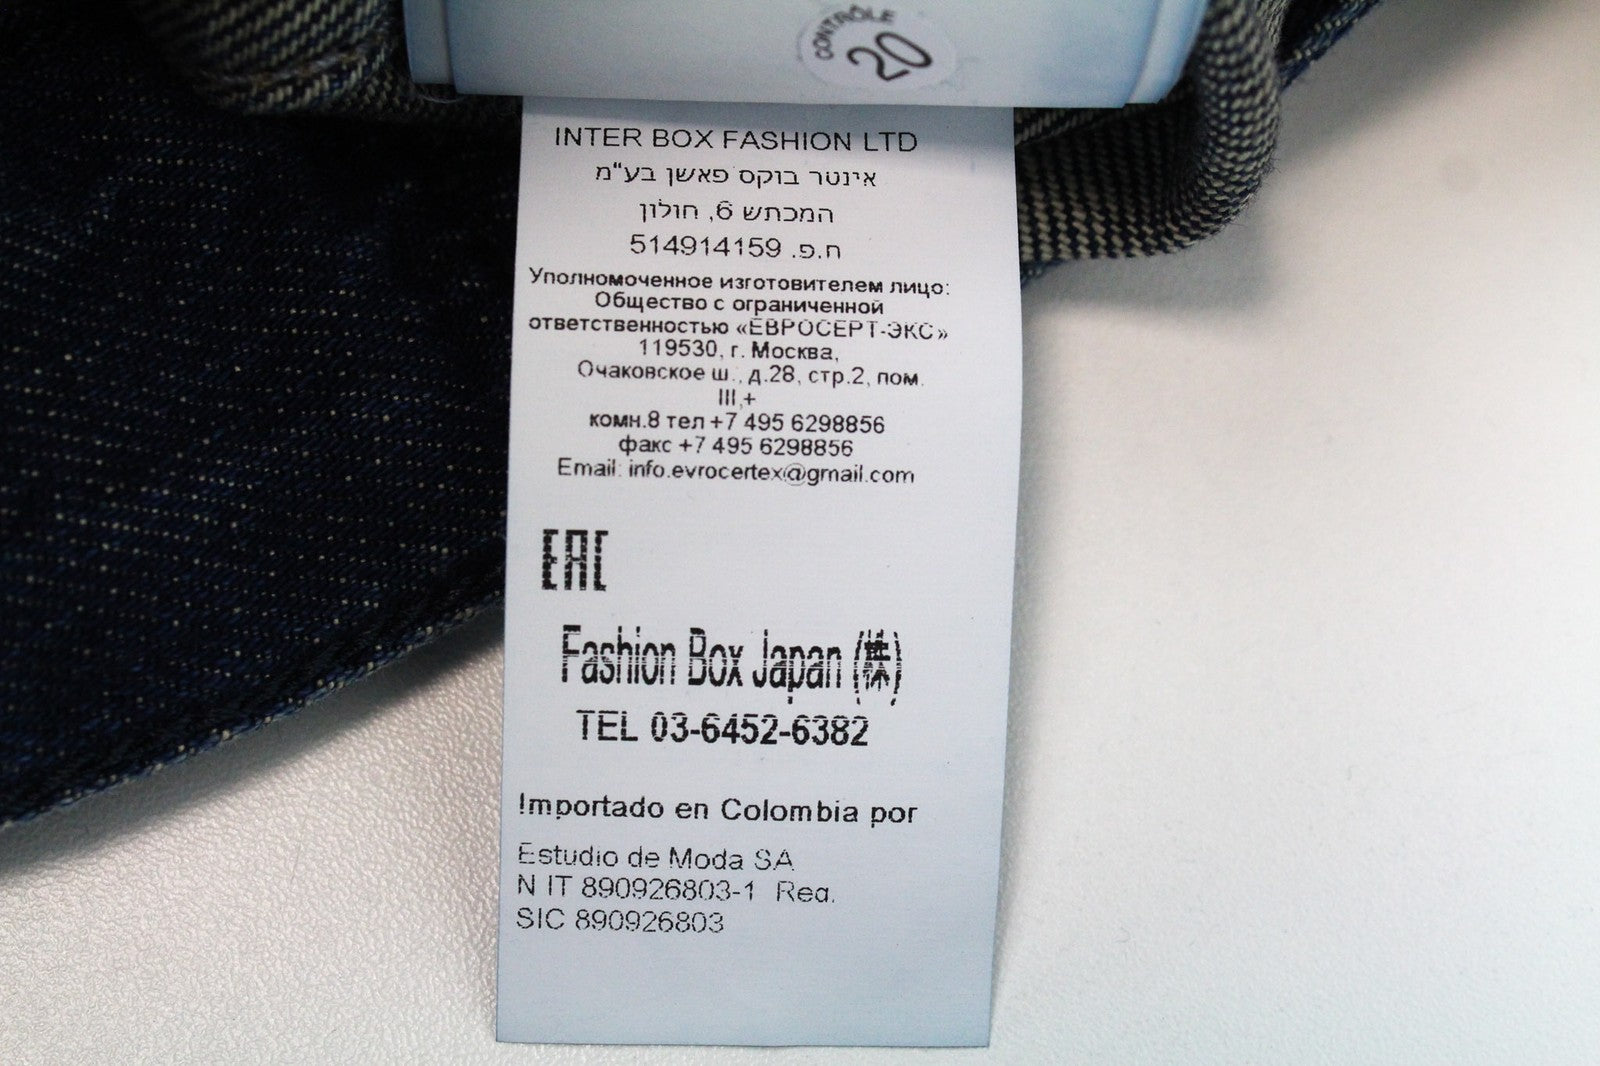 CONTRÔLE
20
INTER BOX FASHION LTD
אינטר בוקס פאשן בע"מ
המכתש 6, חולון
ח.פ. 514914159
Уполномоченное изготовителем лицо:
Общество с ограниченной
ответственностью «ЕВРОСЕРТ-ЭКС»
119530, г. Москва,
Очаковское ш., д.28, стр.2, пом.
III,+
комн.8 тел +7 495 6298856
факс +7 495 6298856
Email: info.evrocertex@gmail.com
EAC
Fashion Box Japan (株)
TEL 03-6452-6382
Importado en Colombia por
Estudio de Moda SA
N IT 890926803-1 Reg.
SIC 890926803